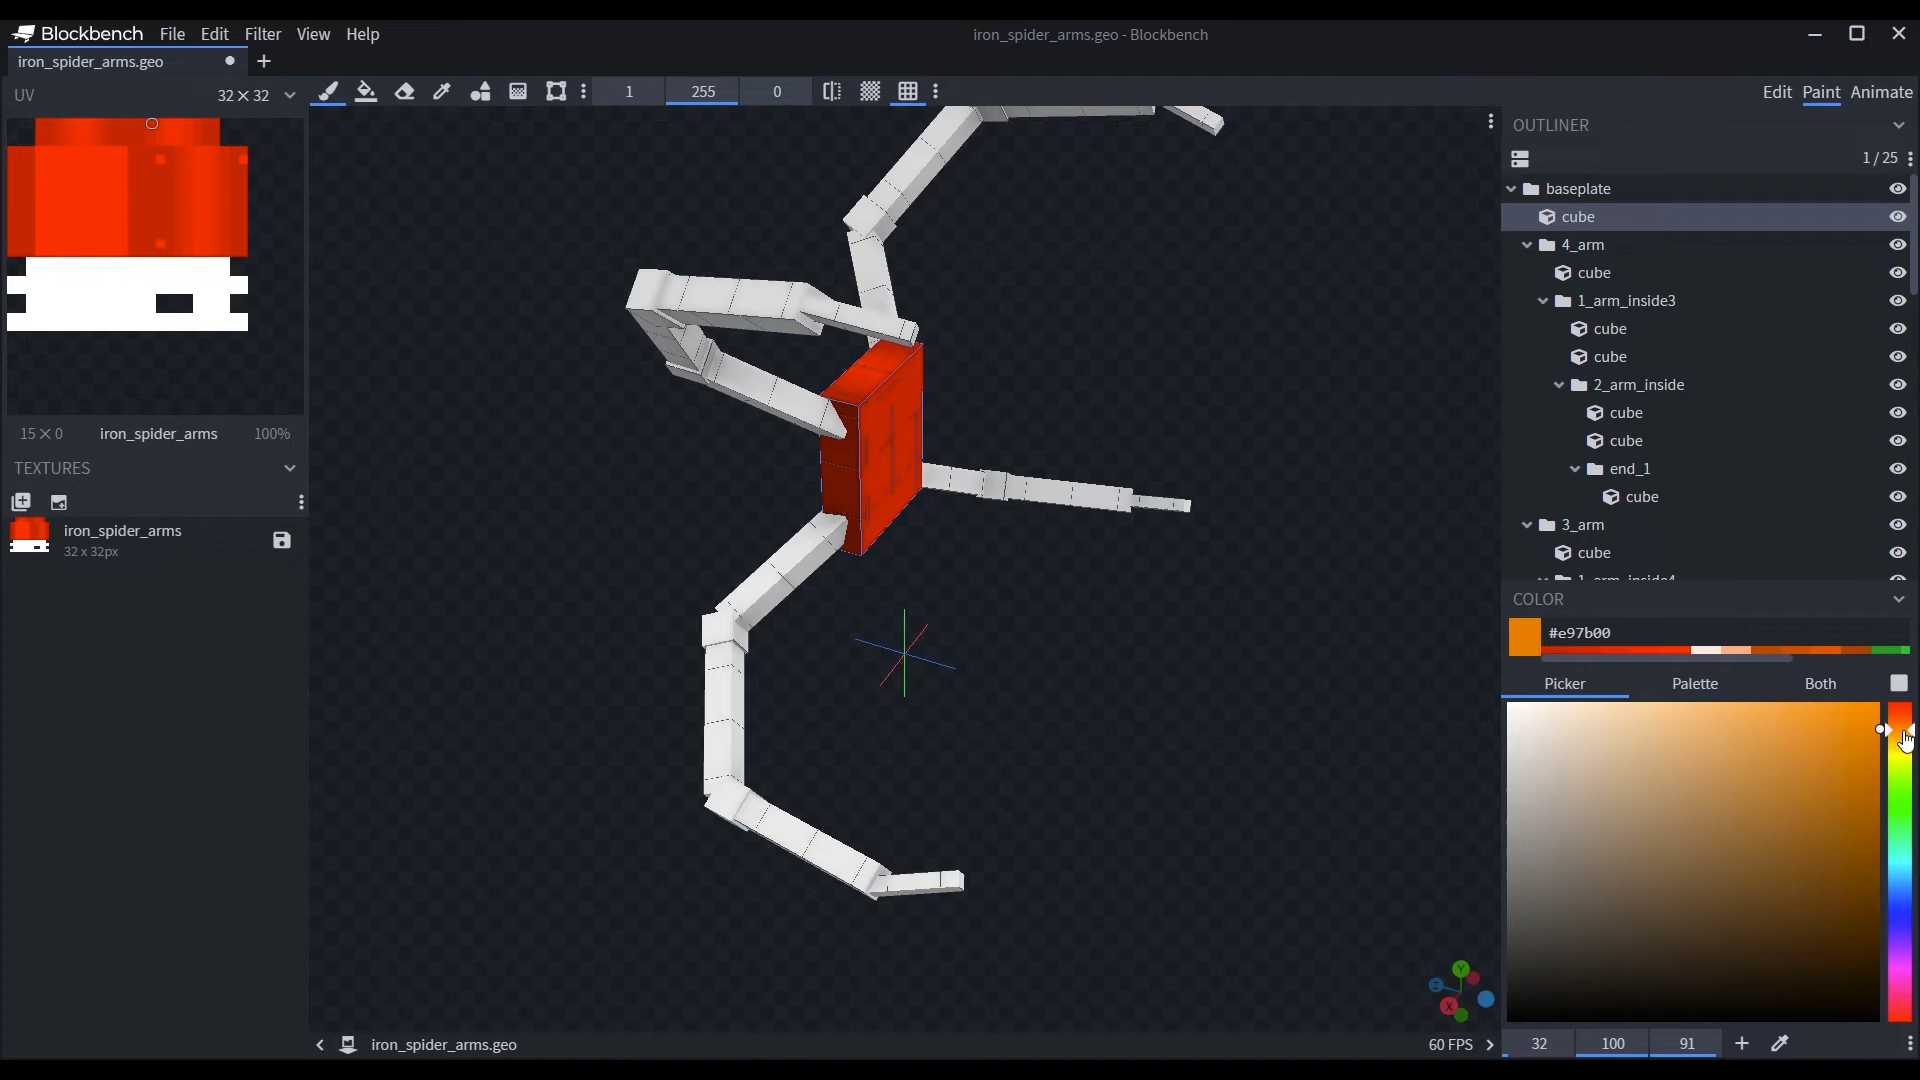 Blockbench File Edit Filter View Help
iron_spider_arms.geo - Blockbench
iron_spider_arms.geo
UV 32×32
1 255 0
Edit Paint Animate
OUTLINER
1 / 25
baseplate
cube
4_arm
cube
1_arm_inside3
cube
cube
2_arm_inside
cube
cube
end_1
cube
3_arm
cube
1_arm_inside4
15×0 iron_spider_arms 100%
TEXTURES
iron_spider_arms
32 x 32px
COLOR
#e97b00
Picker Palette Both
32 100 91
Y
Z
X
iron_spider_arms.geo
60 FPS